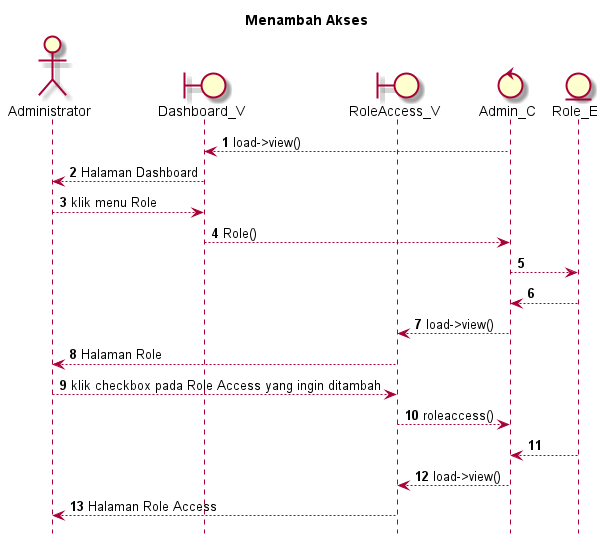 Menambah Akses
Administrator
Dashboard_V
RoleAccess_V
Admin_C
Role_E
1 load->view()
2 Halaman Dashboard
3 klik menu Role
4 Role()
5
6
7 load->view()
8 Halaman Role
9 klik checkbox pada Role Access yang ingin ditambah
10 roleaccess()
11
12 load->view()
13 Halaman Role Access